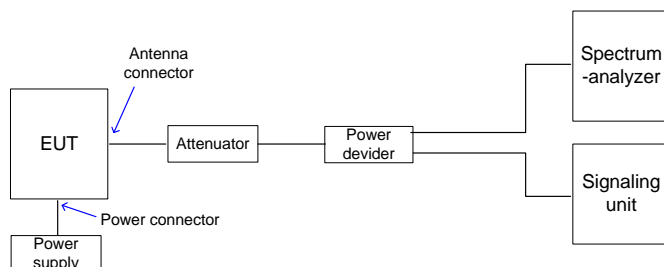 Antenna
connector
EUT
Attenuator
Power
devider
Spectrum
-analyzer
Signaling
unit
Power connector
Power
supply